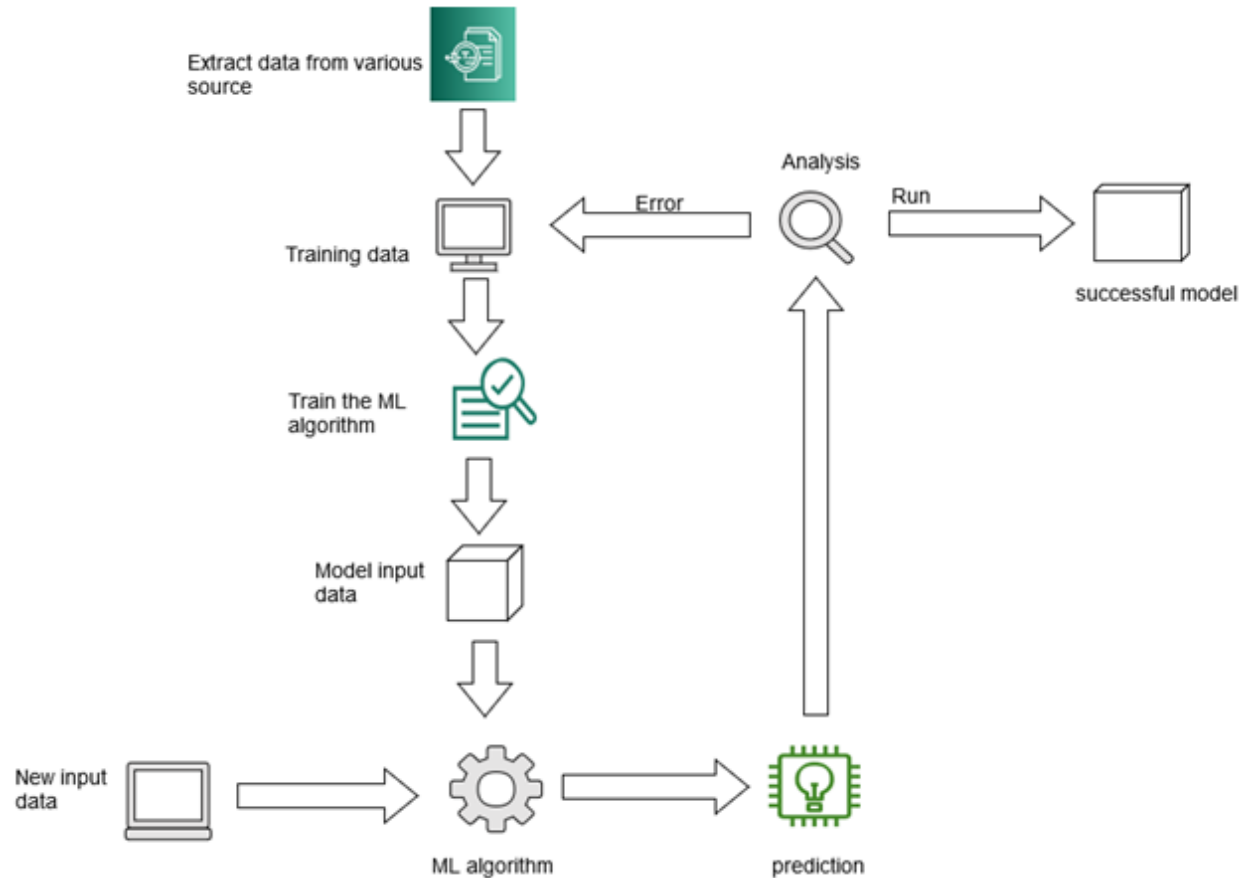 Extract data from various
source
Analysis
Error
Run
Training data
successful model
Train the ML
algorithm
Model input
data
New input
data
ML algorithm
prediction